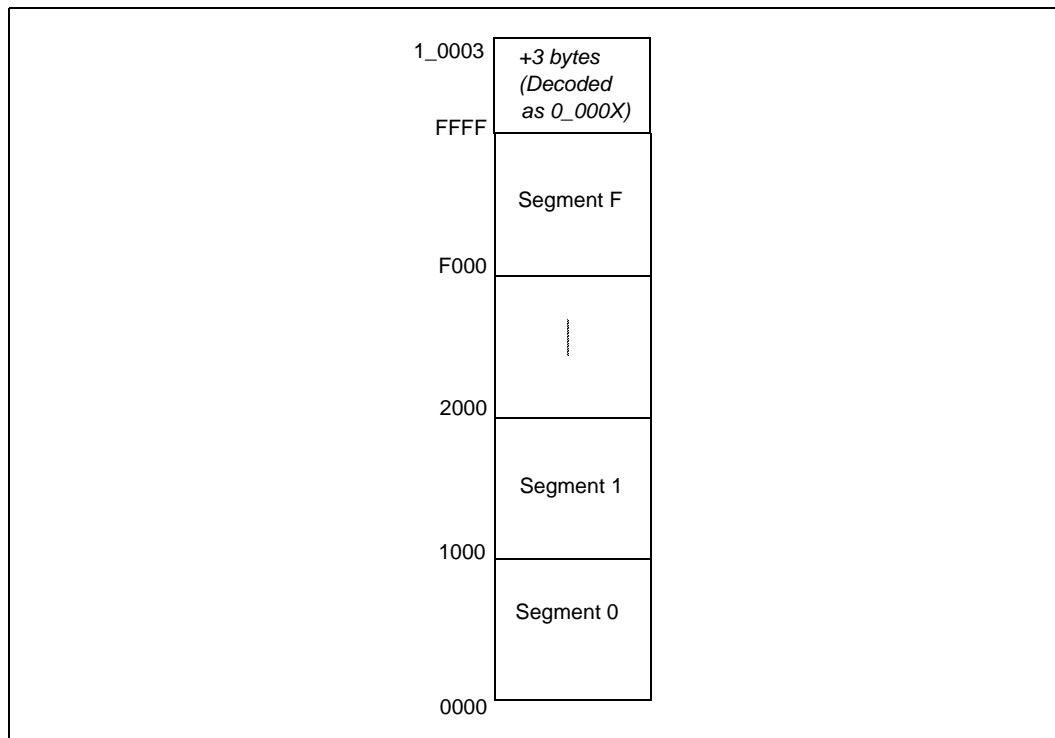 1_0003
+3 bytes
(Decoded
as 0_000X)
FFFF
Segment F
F000
2000
Segment 1
1000
Segment 0
0000